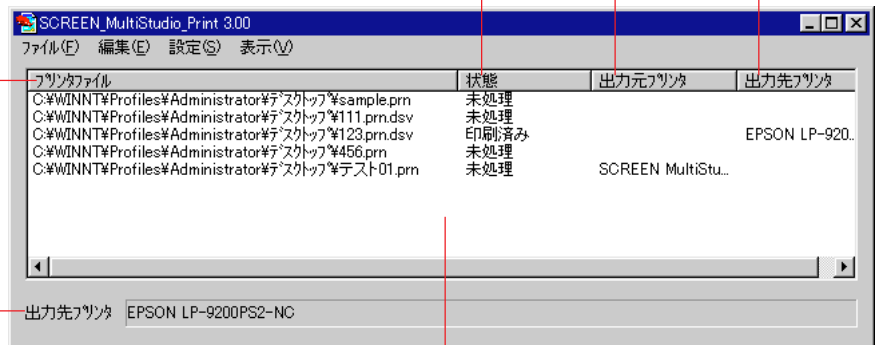 SCREEN_MultiStudio_Print 3.00
ファイル(F) 編集(E) 設定(S) 表示(V)
プリンタファイル 状態 出力元プリンタ 出力先プリンタ
C:¥WINNT¥Profiles¥Administrator¥デスクトップ¥sample.prn 未処理
C:¥WINNT¥Profiles¥Administrator¥デスクトップ¥111.prn.dsv 未処理
C:¥WINNT¥Profiles¥Administrator¥デスクトップ¥123.prn.dsv 印刷済み EPSON LP-920...
C:¥WINNT¥Profiles¥Administrator¥デスクトップ¥456.prn 未処理
C:¥WINNT¥Profiles¥Administrator¥デスクトップ¥テスト01.prn 未処理 SCREEN MultiStu...
出力先プリンタ EPSON LP-9200PS2-NC